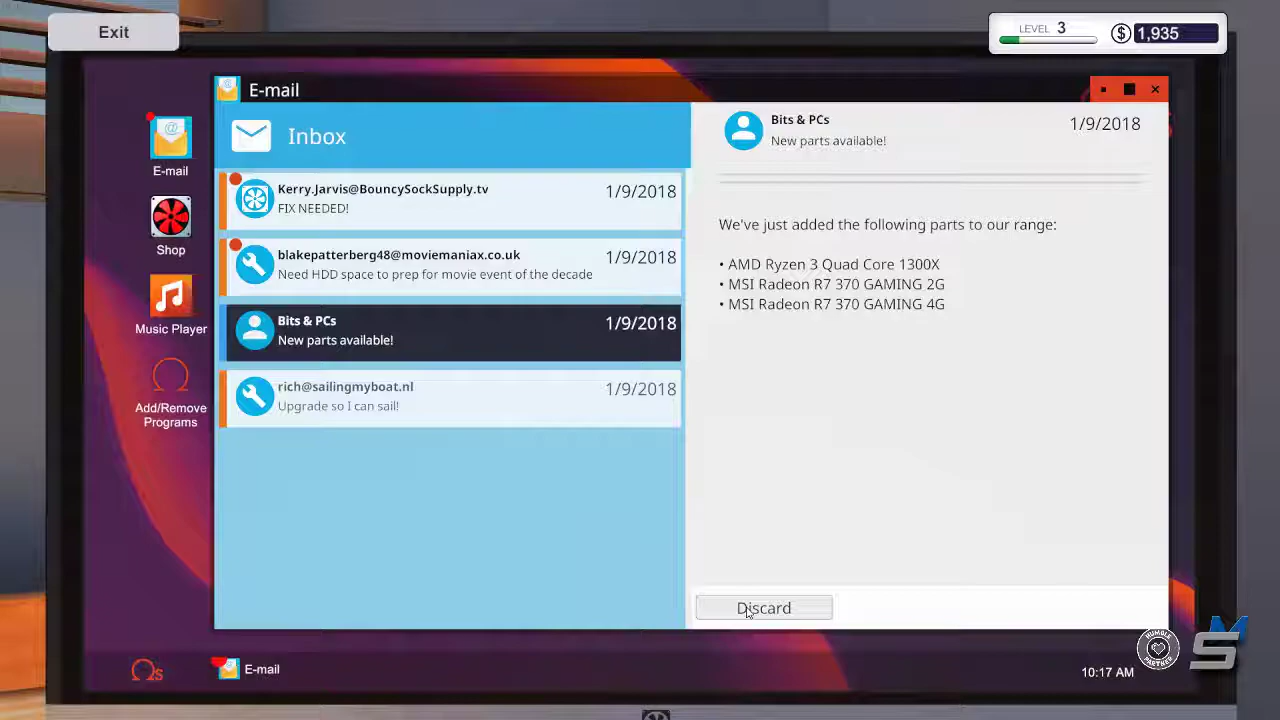 Exit
LEVEL 3
$ 1,935
E-mail
Inbox
Kerry.Jarvis@BouncySockSupply.tv 1/9/2018
FIX NEEDED!
blakepatterberg48@moviemaniax.co.uk 1/9/2018
Need HDD space to prep for movie event of the decade
Bits & PCs 1/9/2018
New parts available!
rich@sailingmyboat.nl 1/9/2018
Upgrade so I can sail!
Bits & PCs 1/9/2018
New parts available!
We've just added the following parts to our range:
• AMD Ryzen 3 Quad Core 1300X
• MSI Radeon R7 370 GAMING 2G
• MSI Radeon R7 370 GAMING 4G
Discard
E-mail
Shop
Music Player
Add/Remove
Programs
Ωs
E-mail
10:17 AM
HUMBLE
PARTNER